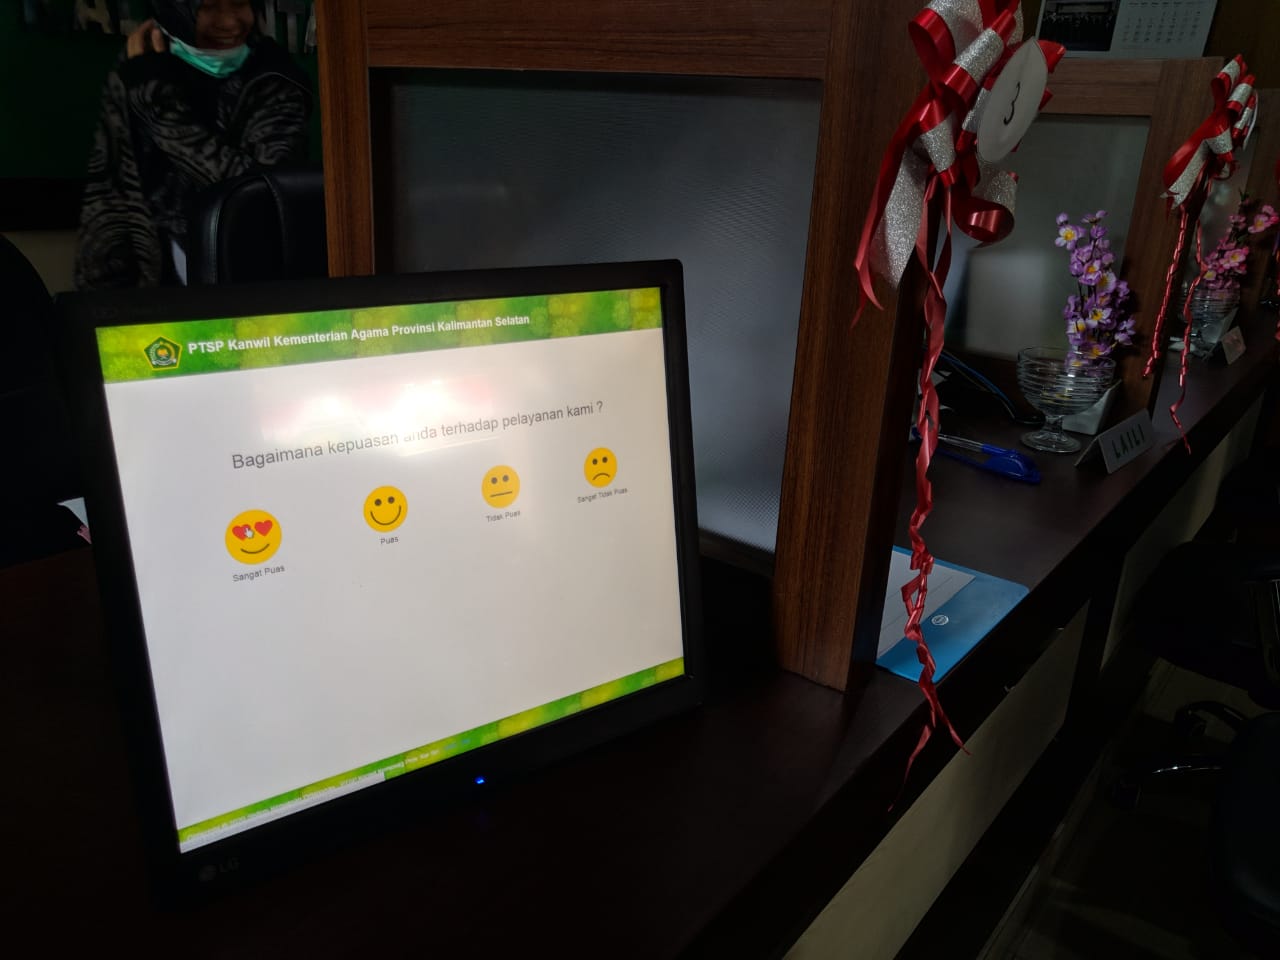 PTSP Kanwil Kementerian Agama Provinsi Kalimantan Selatan
Bagaimana kepuasan anda terhadap pelayanan kami ?
Sangat Puas
Puas
Tidak Puas
Sangat Tidak Puas
LG
3
LAILI